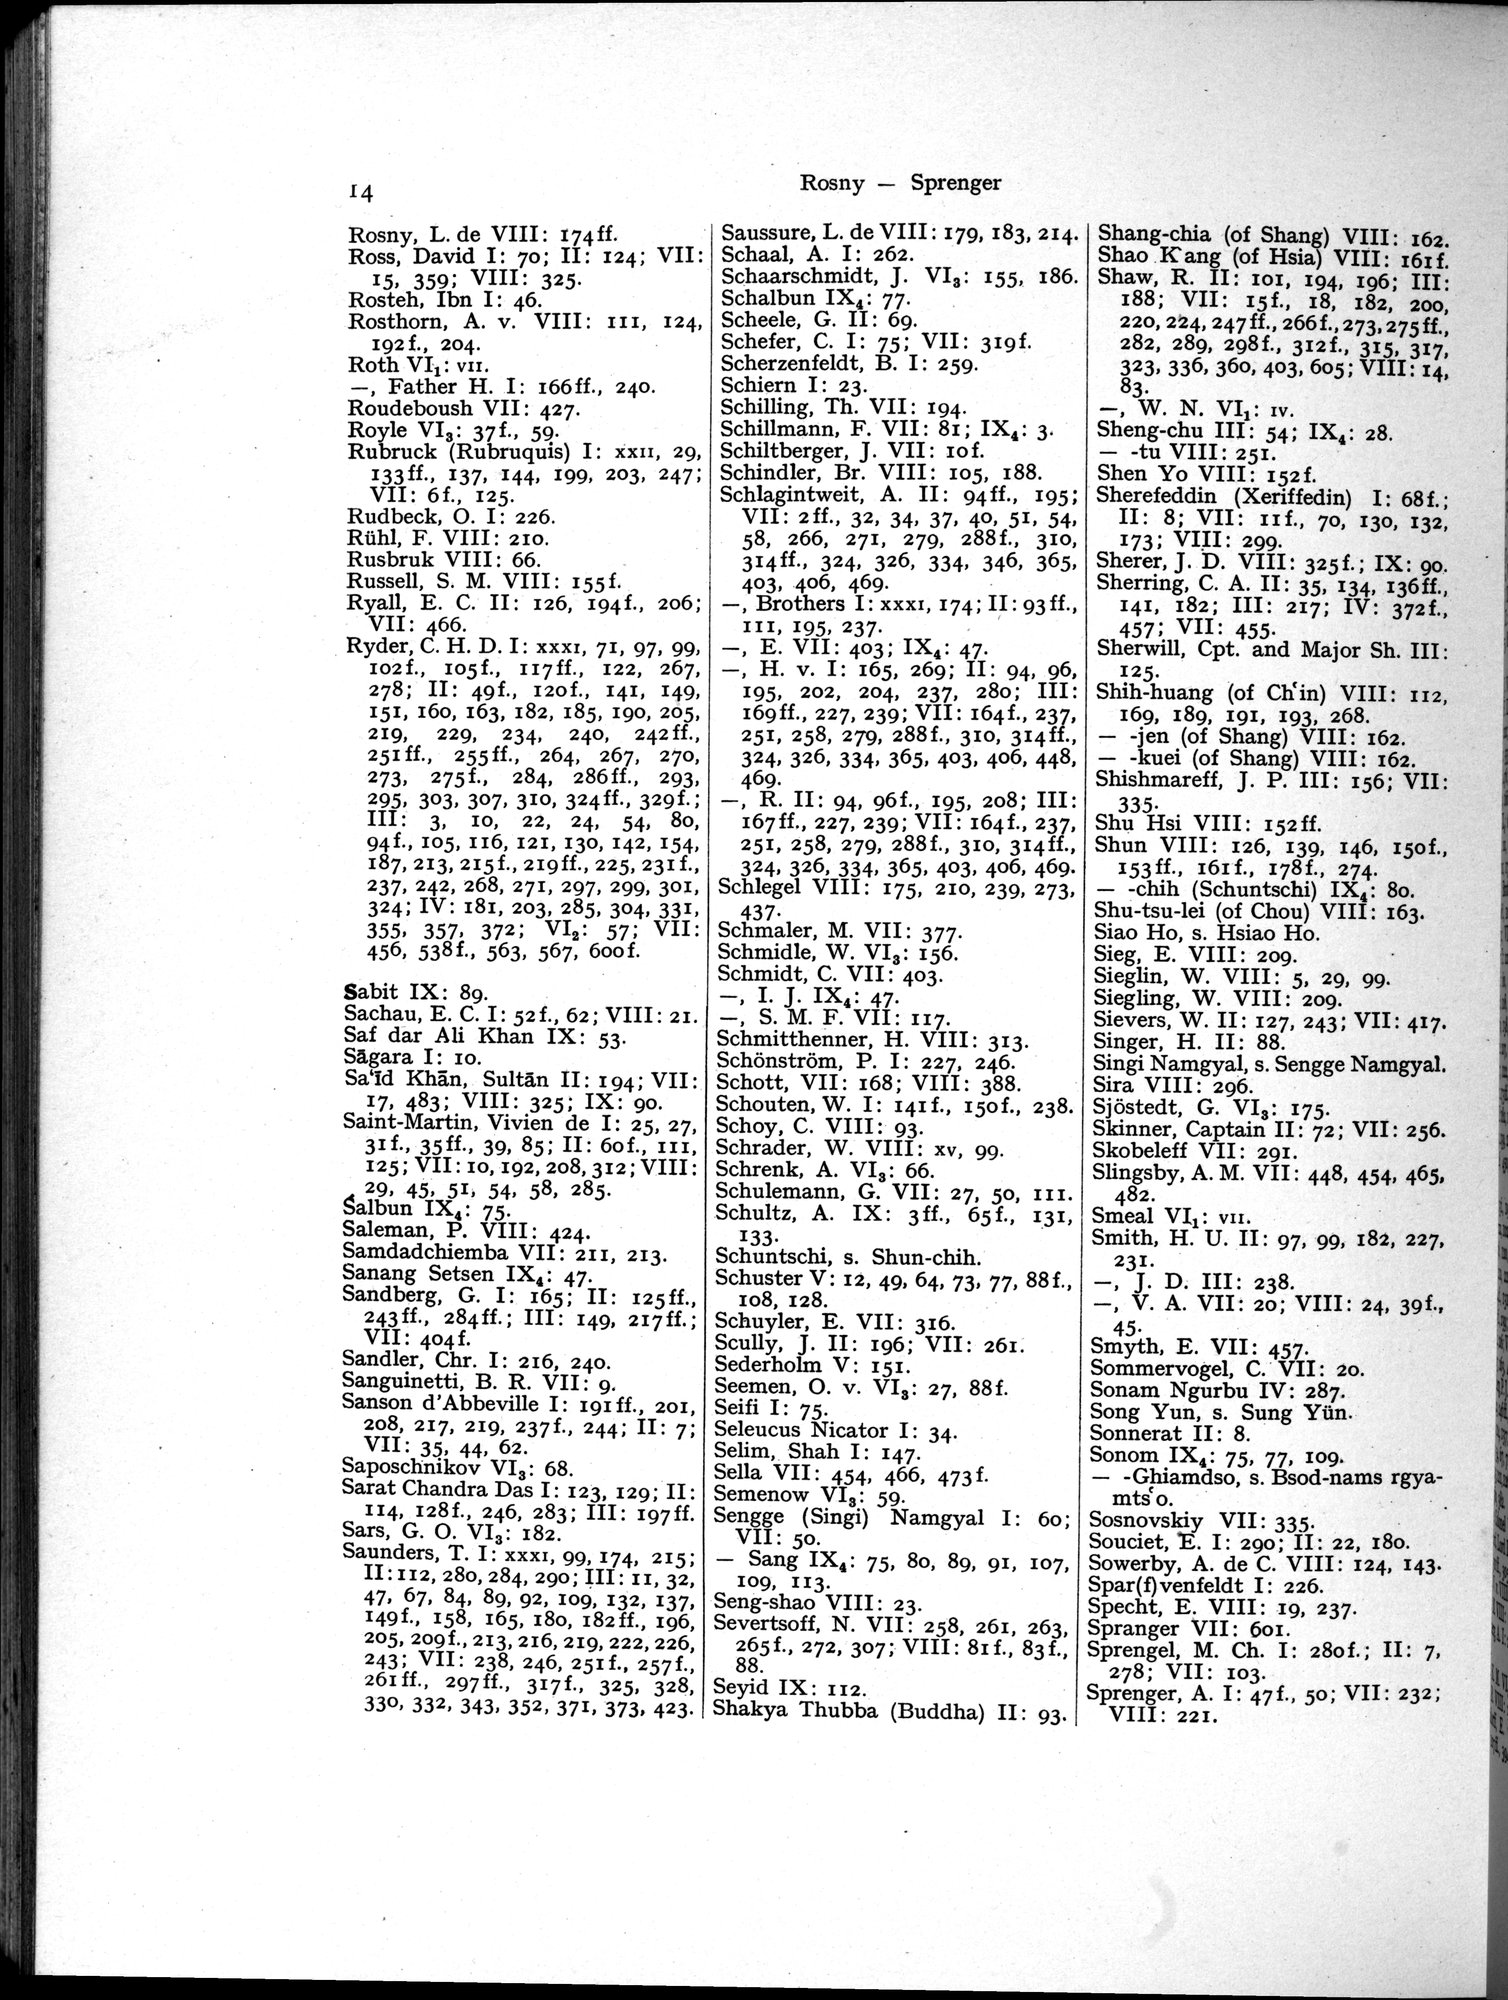 14
Rosny — Sprenger
Rosny, L. de VIII: 174ff.
Ross, David I: 70; II: 124; VII:
15, 359; VIII: 325.
Rosteh, Ibn I: 46.
Rosthorn, A. v. VIII: 111, 124,
192f., 204.
Roth VI₁: VII.
—, Father H. I: 166ff., 240.
Roudeboush VII: 427.
Royle VI₃: 37f., 59.
Rubruck (Rubruquis) I: XXII, 29,
133ff., 137, 144, 199, 203, 247;
VII: 6f., 125.
Rudbeck, O. I: 226.
Rühl, F. VIII: 210.
Rusbruk VIII: 66.
Russell, S. M. VIII: 155f.
Ryall, E. C. II: 126, 194f., 206;
VII: 466.
Ryder, C. H. D. I: XXXI, 71, 97, 99,
102f., 105f., 117ff., 122, 267,
278; II: 49f., 120f., 141, 149,
151, 160, 163, 182, 185, 190, 205,
219, 229, 234, 240, 242ff.,
251ff., 255ff., 264, 267, 270,
273, 275f., 284, 286ff., 293,
295, 303, 307, 310, 324ff., 329f.;
III: 3, 10, 22, 24, 54, 80,
94f., 105, 116, 121, 130, 142, 154,
187, 213, 215f., 219ff., 225, 231f.,
237, 242, 268, 271, 297, 299, 301,
324; IV: 181, 203, 285, 304, 331,
355, 357, 372; VI₂: 57; VII:
456, 538f., 563, 567, 600f.
Sabit IX: 89.
Sachau, E. C. I: 52f., 62; VIII: 21.
Saf dar Ali Khan IX: 53.
Sāgara I: 10.
Sa‘īd Khān, Sultān II: 194; VII:
17, 483; VIII: 325; IX: 90.
Saint-Martin, Vivien de I: 25, 27,
31f., 35ff., 39, 85; II: 60f., 111,
125; VII: 10, 192, 208, 312; VIII:
29, 45, 51, 54, 58, 285.
Salbun IX₄: 75.
Saleman, P. VIII: 424.
Samdadchiemba VII: 211, 213.
Sanang Setsen IX₄: 47.
Sandberg, G. I: 165; II: 125ff.,
243ff., 284ff.; III: 149, 217ff.;
VII: 404f.
Sandler, Chr. I: 216, 240.
Sanguinetti, B. R. VII: 9.
Sanson d’Abbeville I: 191ff., 201,
208, 217, 219, 237f., 244; II: 7;
VII: 35, 44, 62.
Saposchnikov VI₃: 68.
Sarat Chandra Das I: 123, 129; II:
114, 128f., 246, 283; III: 197ff.
Sars, G. O. VI₃: 182.
Saunders, T. I: XXXI, 99, 174, 215;
II: 112, 280, 284, 290; III: 11, 32,
47, 67, 84, 89, 92, 109, 132, 137,
149f., 158, 165, 180, 182ff., 196,
205, 209f., 213, 216, 219, 222, 226,
243; VII: 238, 246, 251f., 257f.,
261ff., 297ff., 317f., 325, 328,
330, 332, 343, 352, 371, 373, 423.
Saussure, L. de VIII: 179, 183, 214.
Schaal, A. I: 262.
Schaarschmidt, J. VI₃: 155, 186.
Schalbun IX₄: 77.
Scheele, G. II: 69.
Schefer, C. I: 75; VII: 319f.
Scherzenfeldt, B. I: 259.
Schiern I: 23.
Schilling, Th. VII: 194.
Schillmann, F. VII: 81; IX₄: 3.
Schiltberger, J. VII: 10f.
Schindler, Br. VIII: 105, 188.
Schlagintweit, A. II: 94ff., 195;
VII: 2ff., 32, 34, 37, 40, 51, 54,
58, 266, 271, 279, 288f., 310,
314ff., 324, 326, 334, 346, 365,
403, 406, 469.
—, Brothers I: XXXI, 174; II: 93ff.,
111, 195, 237.
—, E. VII: 403; IX₄: 47.
—, H. v. I: 165, 269; II: 94, 96,
195, 202, 204, 237, 280; III:
169ff., 227, 239; VII: 164f., 237,
251, 258, 279, 288f., 310, 314ff.,
324, 326, 334, 365, 403, 406, 448,
469.
—, R. II: 94, 96f., 195, 208; III:
167ff., 227, 239; VII: 164f., 237,
251, 258, 279, 288f., 310, 314ff.,
324, 326, 334, 365, 403, 406, 469.
Schlegel VIII: 175, 210, 239, 273,
437.
Schmaler, M. VII: 377.
Schmidle, W. VI₃: 156.
Schmidt, C. VII: 403.
—, I. J. IX₄: 47.
—, S. M. F. VII: 117.
Schmitthenner, H. VIII: 313.
Schönström, P. I: 227, 246.
Schott, VII: 168; VIII: 388.
Schouten, W. I: 141f., 150f., 238.
Schoy, C. VIII: 93.
Schrader, W. VIII: XV, 99.
Schrenk, A. VI₃: 66.
Schulemann, G. VII: 27, 50, 111.
Schultz, A. IX: 3ff., 65f., 131,
133.
Schuntschi, s. Shun-chih.
Schuster V: 12, 49, 64, 73, 77, 88f.,
108, 128.
Schuyler, E. VII: 316.
Scully, J. II: 196; VII: 261.
Sederholm V: 151.
Seemen, O. v. VI₃: 27, 88f.
Seifi I: 75.
Seleucus Nicator I: 34.
Selim, Shah I: 147.
Sella VII: 454, 466, 473f.
Semenow VI₃: 59.
Sengge (Singi) Namgyal I: 60;
VII: 50.
— Sang IX₄: 75, 80, 89, 91, 107,
109, 113.
Seng-shao VIII: 23.
Severtsoff, N. VII: 258, 261, 263,
265f., 272, 307; VIII: 81f., 83f.,
88.
Seyid IX: 112.
Shakya Thubba (Buddha) II: 93.
Shang-chia (of Shang) VIII: 162.
Shao K‘ang (of Hsia) VIII: 161f.
Shaw, R. II: 101, 194, 196; III:
188; VII: 15f., 18, 182, 200,
220, 224, 247ff., 266f., 273, 275ff.,
282, 289, 298f., 312f., 315, 317,
323, 336, 360, 403, 605; VIII: 14,
83.
—, W. N. VI₁: IV.
Sheng-chu III: 54; IX₄: 28.
— -tu VIII: 251.
Shen Yo VIII: 152f.
Sherefeddin (Xeriffedin) I: 68f.;
II: 8; VII: 11f., 70, 130, 132,
173; VIII: 299.
Sherer, J. D. VIII: 325f.; IX: 90.
Sherring, C. A. II: 35, 134, 136ff.,
141, 182; III: 217; IV: 372f.,
457; VII: 455.
Sherwill, Cpt. and Major Sh. III:
125.
Shih-huang (of Ch‘in) VIII: 112,
169, 189, 191, 193, 268.
— -jen (of Shang) VIII: 162.
— -kuei (of Shang) VIII: 162.
Shishmareff, J. P. III: 156; VII:
335.
Shu Hsi VIII: 152ff.
Shun VIII: 126, 139, 146, 150f.,
153ff., 161f., 178f., 274.
— -chih (Schuntschi) IX₄: 80.
Shu-tsu-lei (of Chou) VIII: 163.
Siao Ho, s. Hsiao Ho.
Sieg, E. VIII: 209.
Sieglin, W. VIII: 5, 29, 99.
Siegling, W. VIII: 209.
Sievers, W. II: 127, 243; VII: 417.
Singer, H. II: 88.
Singi Namgyal, s. Sengge Namgyal.
Sira VIII: 296.
Sjöstedt, G. VI₃: 175.
Skinner, Captain II: 72; VII: 256.
Skobeleff VII: 291.
Slingsby, A. M. VII: 448, 454, 465,
482.
Smeal VI₁: VII.
Smith, H. U. II: 97, 99, 182, 227,
231.
—, J. D. III: 238.
—, V. A. VII: 20; VIII: 24, 39f.,
45.
Smyth, E. VII: 457.
Sommervogel, C. VII: 20.
Sonam Ngurbu IV: 287.
Song Yun, s. Sung Yün.
Sonnerat II: 8.
Sonom IX₄: 75, 77, 109.
— -Ghiamdso, s. Bsod-nams rgya-
mts‘o.
Sosnovskiy VII: 335.
Souciet, E. I: 290; II: 22, 180.
Sowerby, A. de C. VIII: 124, 143.
Spar(f)venfeldt I: 226.
Specht, E. VIII: 19, 237.
Spranger VII: 601.
Sprengel, M. Ch. I: 280f.; II: 7,
278; VII: 103.
Sprenger, A. I: 47f., 50; VII: 232;
VIII: 221.